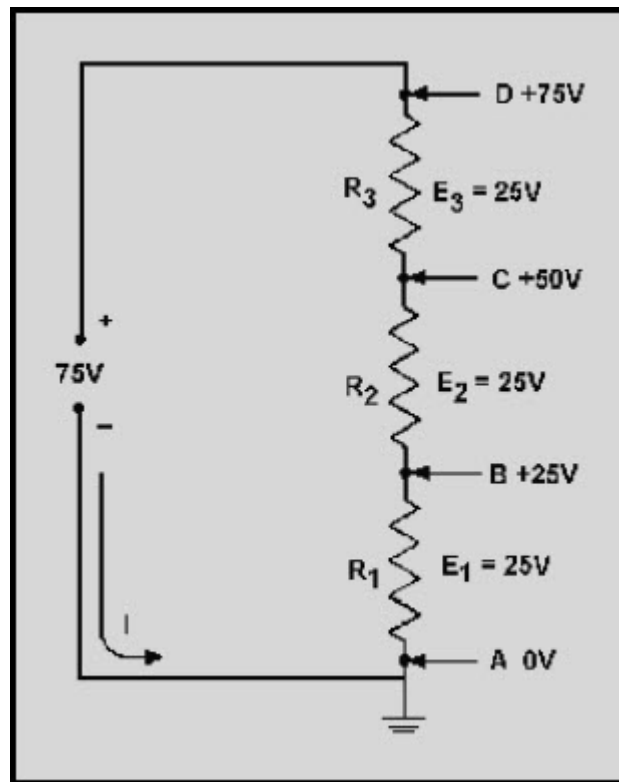 D +75V
R3
E3 = 25V
C +50V
+
75V
R2
E2 = 25V
−
B +25V
R1
E1 = 25V
I
A 0V